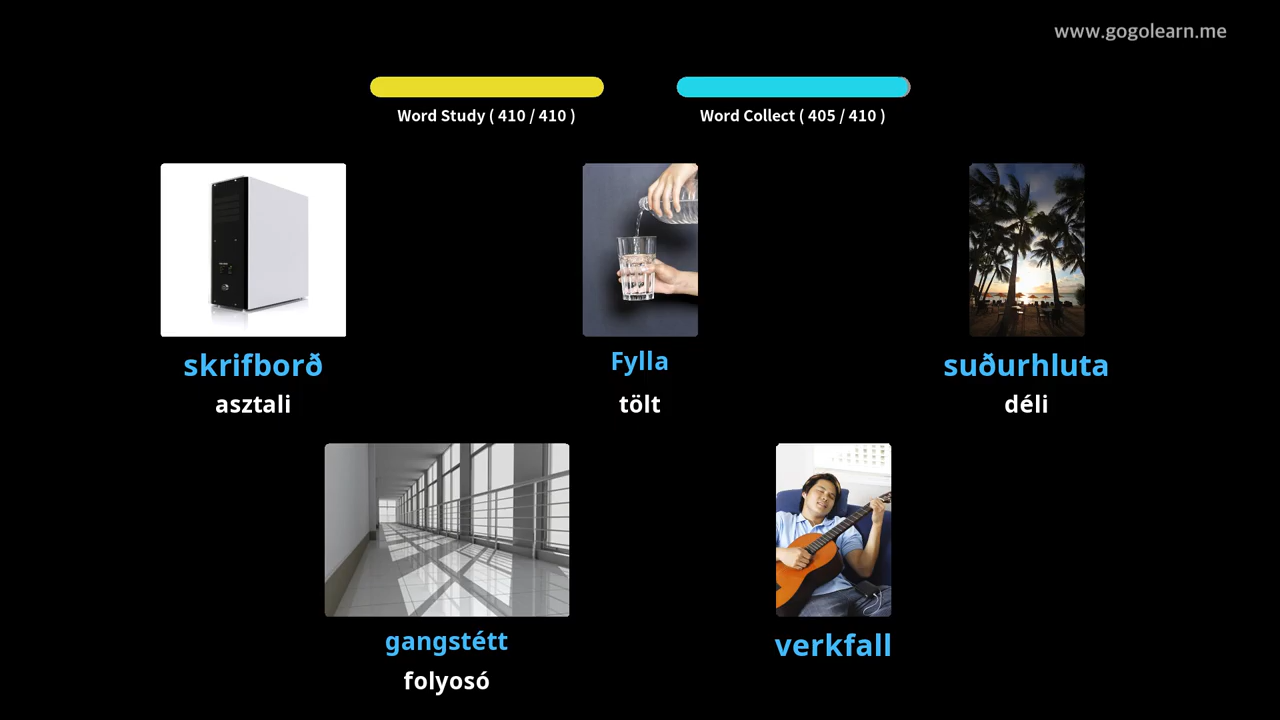 www.gogolearn.me
Word Study ( 410 / 410 )
Word Collect ( 405 / 410 )
skrifborð
asztali
Fylla
tölt
suðurhluta
déli
gangstétt
folyosó
verkfall